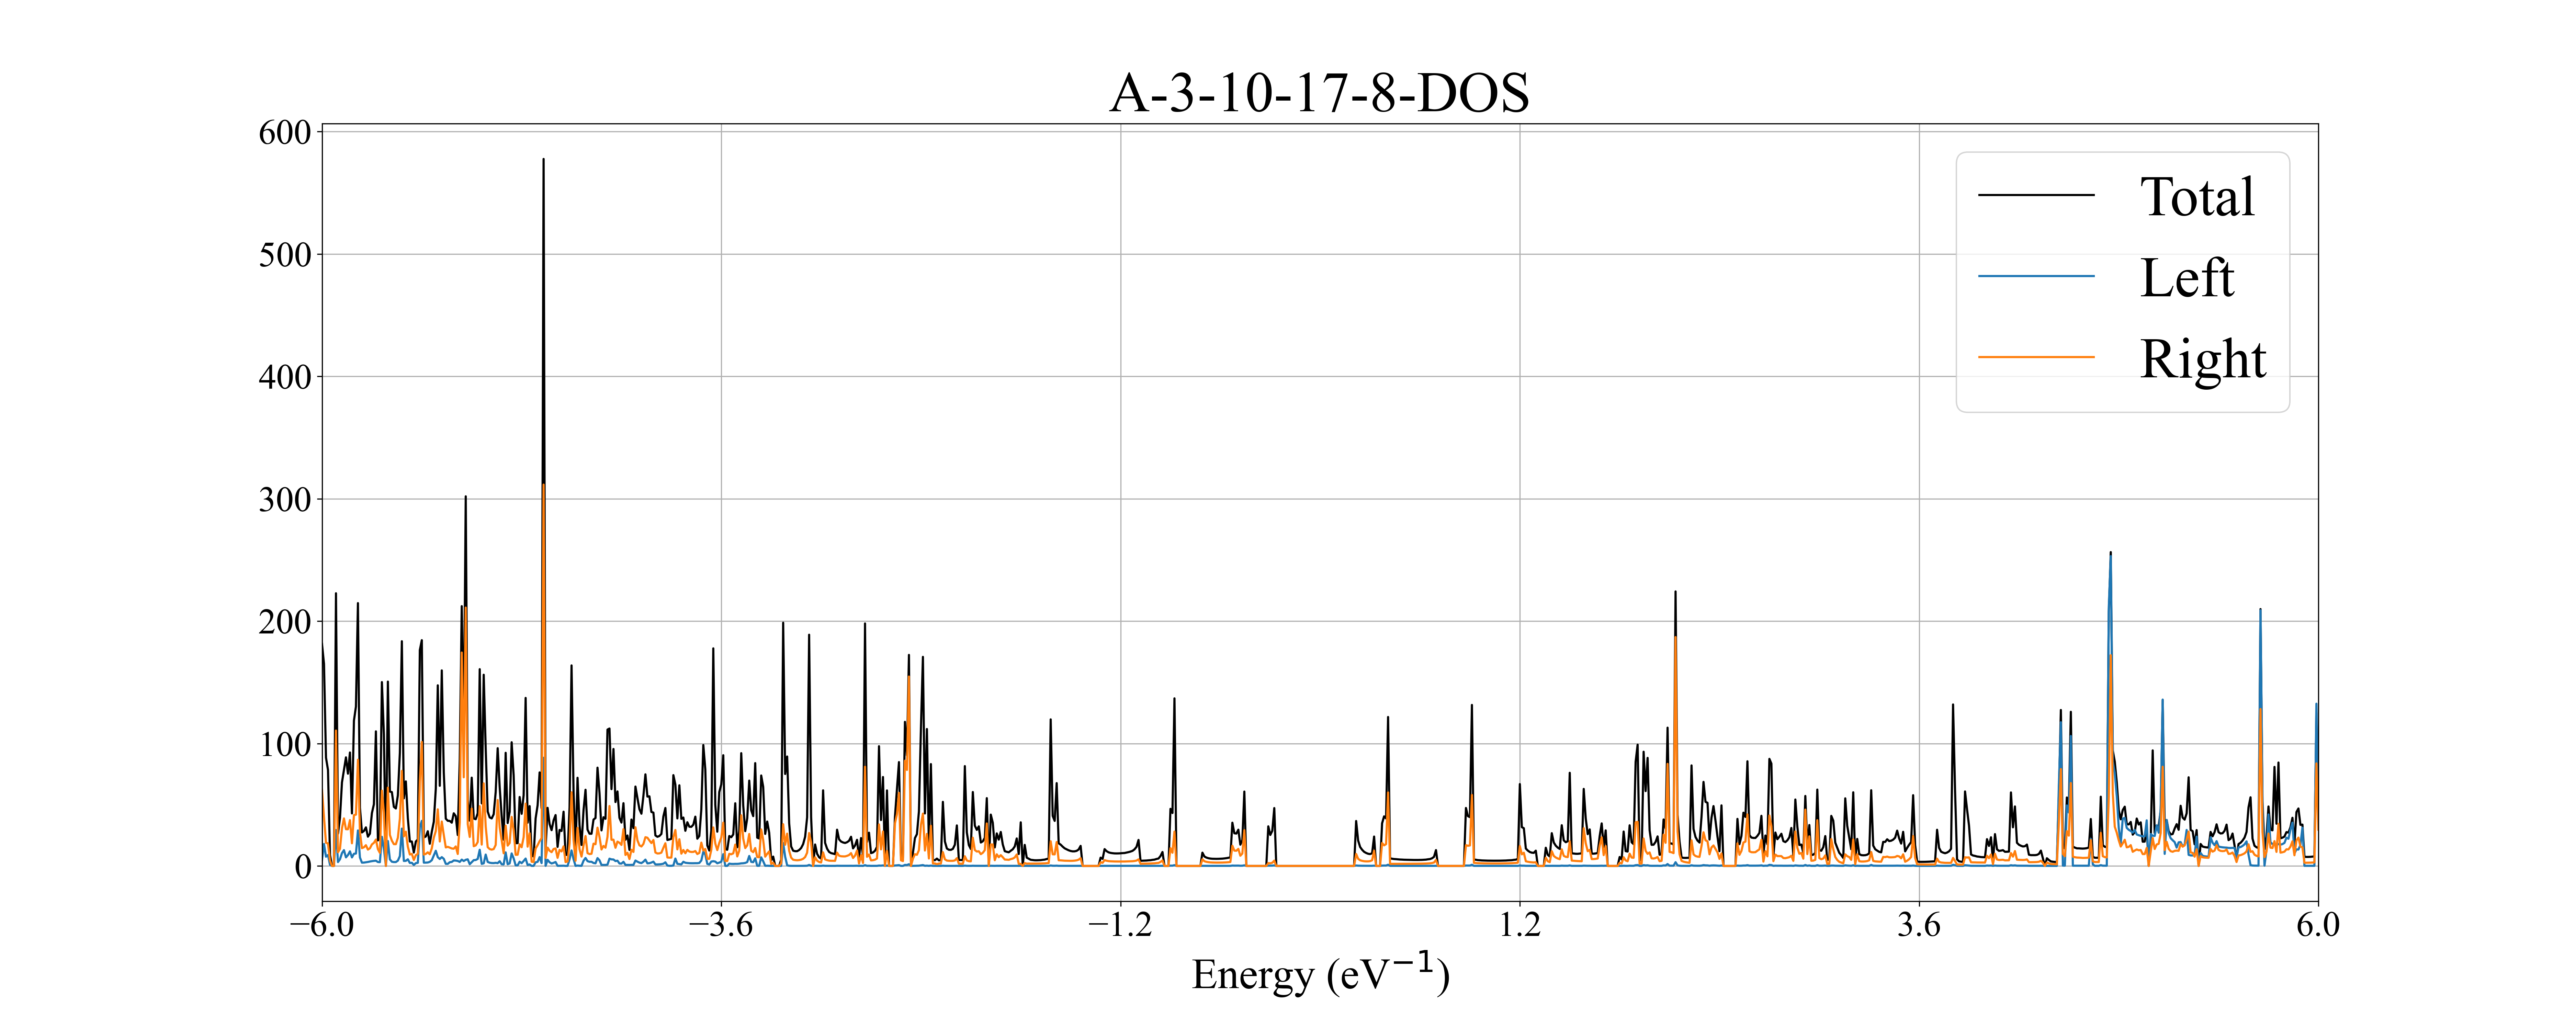 A-3-10-17-8-DOS
600
500
400
300
200
100
0
Total
Left
Right
−6.0 −3.6 −1.2 1.2 3.6 6.0
Energy (eV⁻¹)